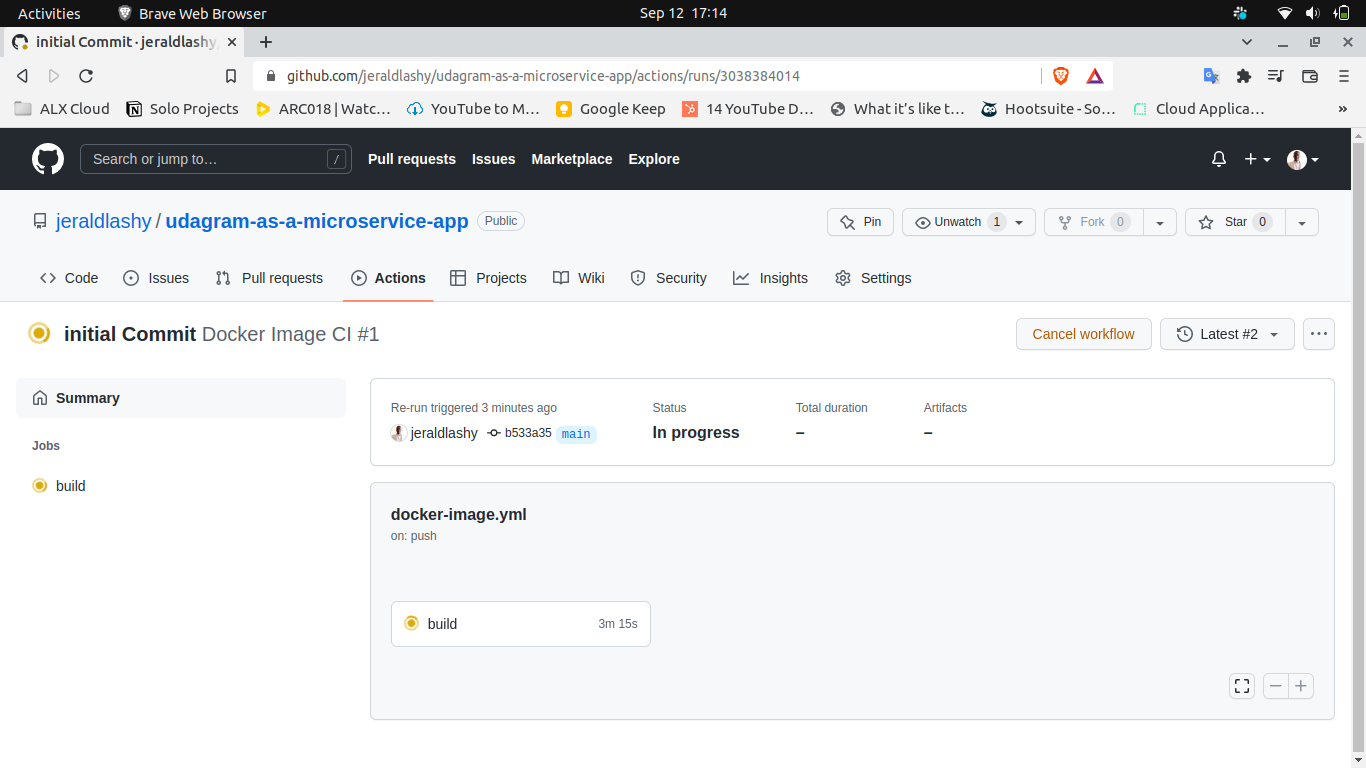 Activities Brave Web Browser Sep 12 17:14
initial Commit · jeraldlashy
github.com/jeraldlashy/udagram-as-a-microservice-app/actions/runs/3038384014
ALX Cloud Solo Projects ARC018 | Watc… YouTube to M… Google Keep 14 YouTube D… What it's like t… Hootsuite - So… Cloud Applica… »
Search or jump to… / Pull requests Issues Marketplace Explore
jeraldlashy / udagram-as-a-microservice-app Public Pin Unwatch 1 Fork 0 Star 0
Code Issues Pull requests Actions Projects Wiki Security Insights Settings
initial Commit Docker Image CI #1 Cancel workflow Latest #2
Summary
Jobs
build
Re-run triggered 3 minutes ago Status Total duration Artifacts
jeraldlashy b533a35 main In progress – –
docker-image.yml
on: push
build 3m 15s